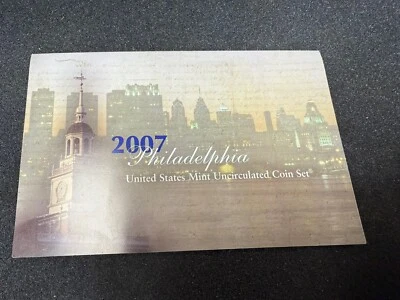 2007
Philadelphia
United States Mint Uncirculated Coin Set®